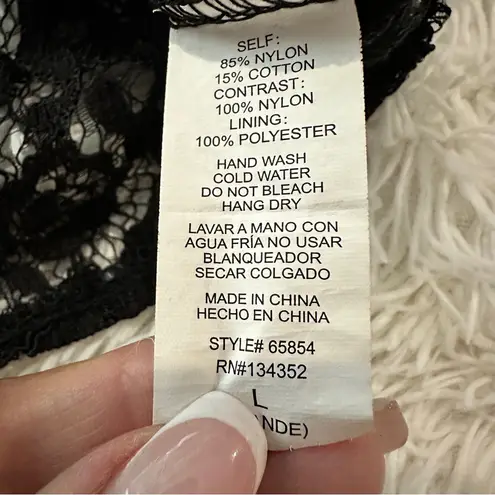 SELF:
85% NYLON
15% COTTON
CONTRAST:
100% NYLON
LINING:
100% POLYESTER
HAND WASH
COLD WATER
DO NOT BLEACH
HANG DRY
LAVAR A MANO CON
AGUA FRÍA NO USAR
BLANQUEADOR
SECAR COLGADO
MADE IN CHINA
HECHO EN CHINA
STYLE# 65854
RN#134352
L